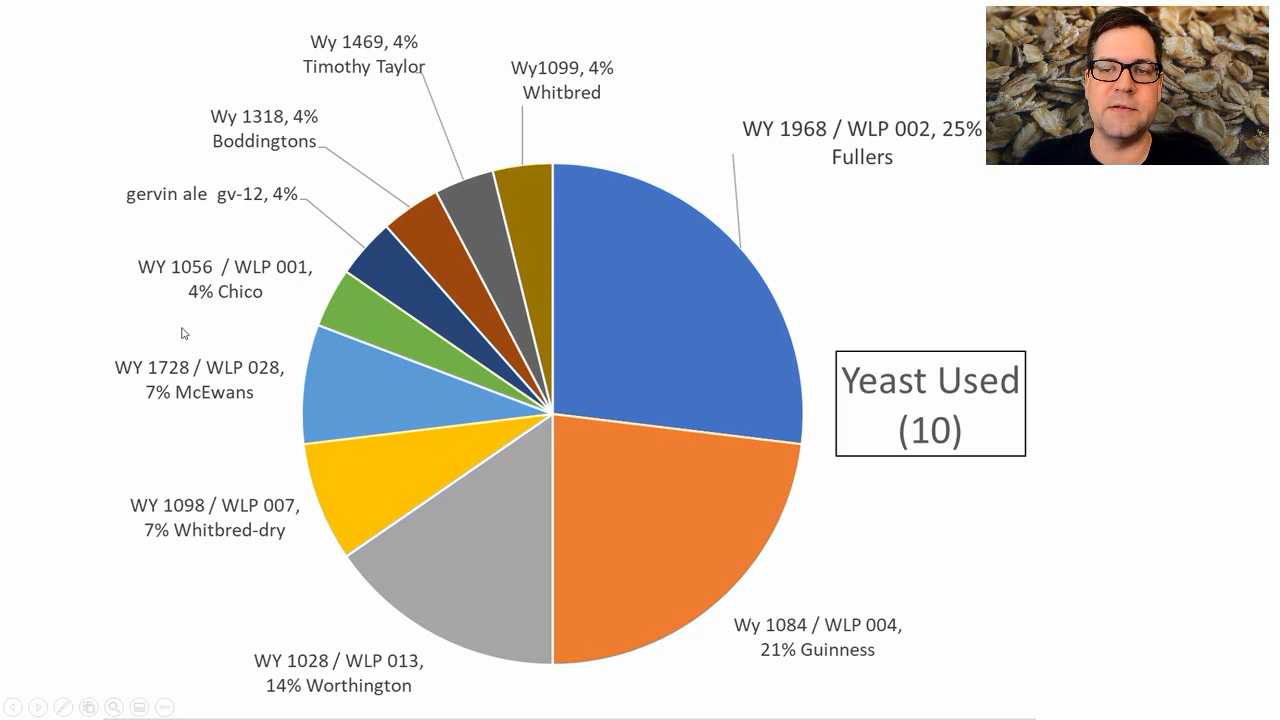 Wy 1469, 4%
Timothy Taylor
Wy1099, 4%
Whitbred
Wy 1318, 4%
Boddingtons
WY 1968 / WLP 002, 25%
Fullers
gervin ale gv-12, 4%
WY 1056 / WLP 001,
4% Chico
WY 1728 / WLP 028,
7% McEwans
Yeast Used
(10)
WY 1098 / WLP 007,
7% Whitbred-dry
Wy 1084 / WLP 004,
21% Guinness
WY 1028 / WLP 013,
14% Worthington